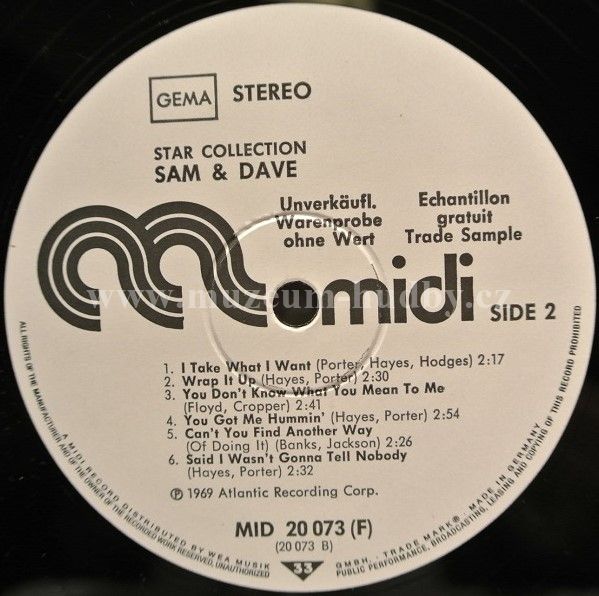 GEMA
STEREO
STAR COLLECTION
SAM & DAVE
Unverkäufl.
Warenprobe
ohne Wert
Echantillon
gratuit
Trade Sample
www.muzeum-hudby.cz
midi
SIDE 2
1. I Take What I Want (Porter, Hayes, Hodges) 2:17
2. Wrap It Up (Hayes, Porter) 2:30
3. You Don't Know What You Mean To Me
(Floyd, Cropper) 2:41
4. You Got Me Hummin' (Hayes, Porter) 2:54
5. Can't You Find Another Way
(Of Doing It) (Banks, Jackson) 2:26
6. Said I Wasn't Gonna Tell Nobody
(Hayes, Porter) 2:32
℗ 1969 Atlantic Recording Corp.
MID 20 073 (F)
(20 073 B)
33
A MIDI RECORD DISTRIBUTED BY WEA MUSIK GMBH. · TRADE MARK® · MADE IN GERMANY
ALL RIGHTS OF THE MANUFACTURER AND OF THE OWNER OF THE RECORDED WORK RESERVED, UNAUTHORIZED PUBLIC PERFORMANCE, BROADCASTING, LEASING AND COPYING OF THIS RECORD PROHIBITED